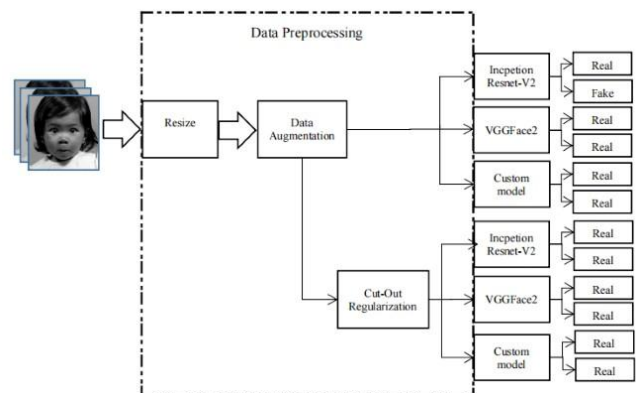 Data Preprocessing
Resize
Data
Augmentation
Incpetion
Resnet-V2
Real
Fake
VGGFace2
Real
Real
Custom
model
Real
Real
Cut-Out
Regularization
Incpetion
Resnet-V2
Real
Real
VGGFace2
Real
Real
Custom
model
Real
Real